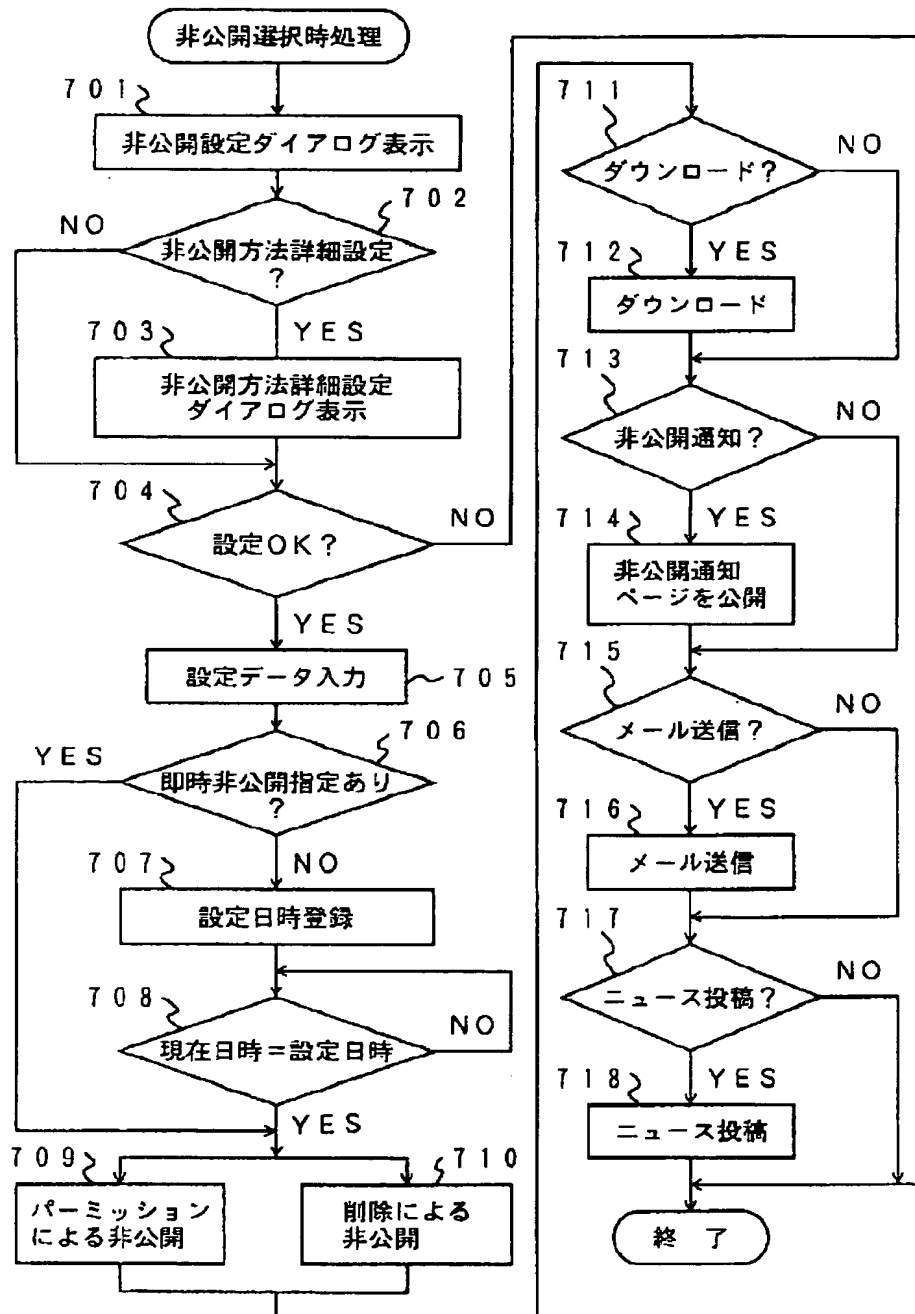 非公開選択時処理
701
非公開設定ダイアログ表示
702
NO
非公開方法詳細設定
?
YES
703
非公開方法詳細設定
ダイアログ表示
704
NO
設定OK?
YES
設定データ入力
705
706
YES
即時非公開指定あり
?
NO
707
設定日時登録
708
NO
現在日時=設定日時
YES
709
パーミッション
による非公開
710
削除による
非公開
711
NO
ダウンロード?
YES
712
ダウンロード
713
NO
非公開通知?
YES
714
非公開通知
ページを公開
715
NO
メール送信?
YES
716
メール送信
717
NO
ニュース投稿?
YES
718
ニュース投稿
終了